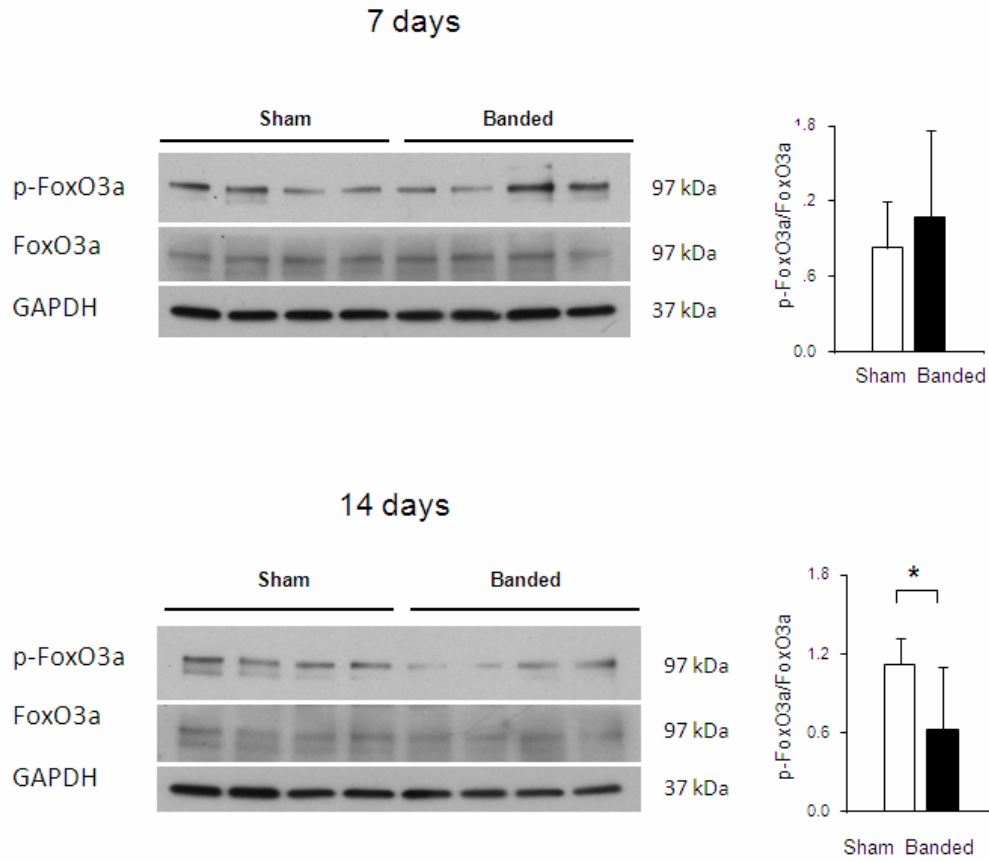 7 days
Sham Banded
p-FoxO3a 97 kDa
FoxO3a 97 kDa
GAPDH 37 kDa
p-FoxO3a/FoxO3a
1.8
.2
.6
0.0
Sham Banded
14 days
Sham Banded
p-FoxO3a 97 kDa
FoxO3a 97 kDa
GAPDH 37 kDa
p-FoxO3a/FoxO3a
1.8
1.2
0.6
0.0
*
Sham Banded